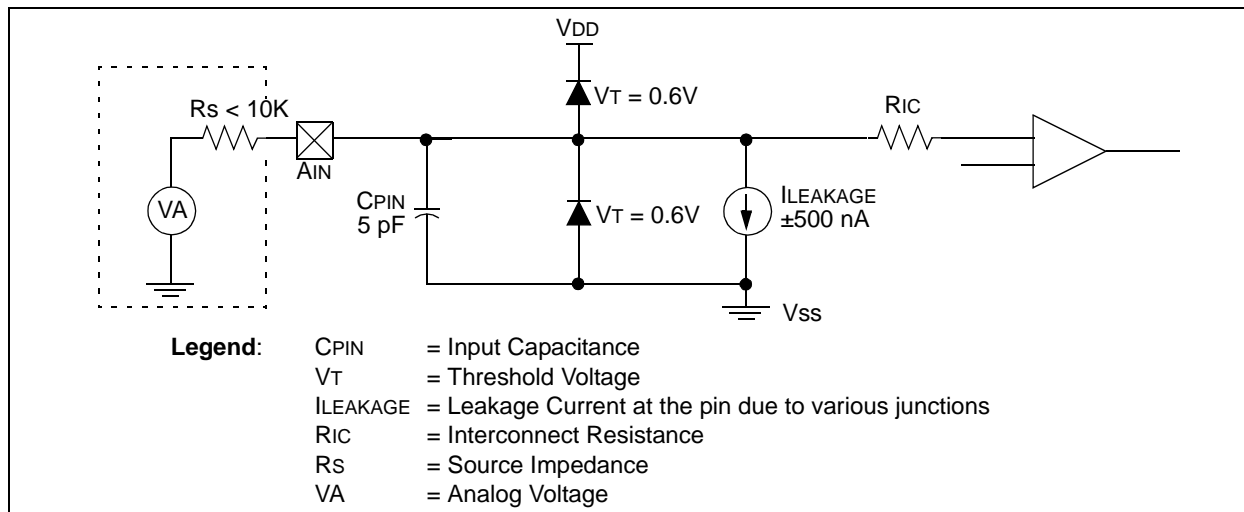 VDD
RS < 10K
VT = 0.6V
RIC
AIN
VA
CPIN
5 pF
VT = 0.6V
ILEAKAGE
±500 nA
Vss
Legend: CPIN = Input Capacitance
VT = Threshold Voltage
ILEAKAGE = Leakage Current at the pin due to various junctions
RIC = Interconnect Resistance
RS = Source Impedance
VA = Analog Voltage